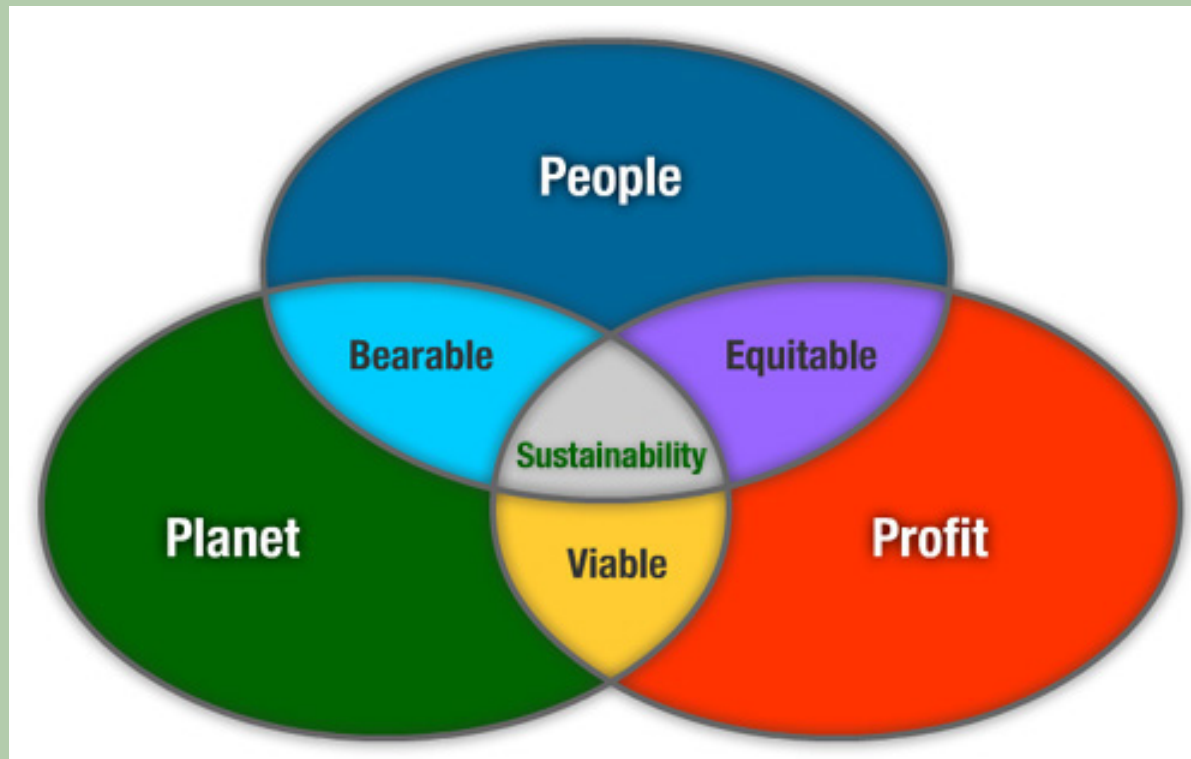 People
Bearable
Equitable
Sustainability
Planet
Profit
Viable